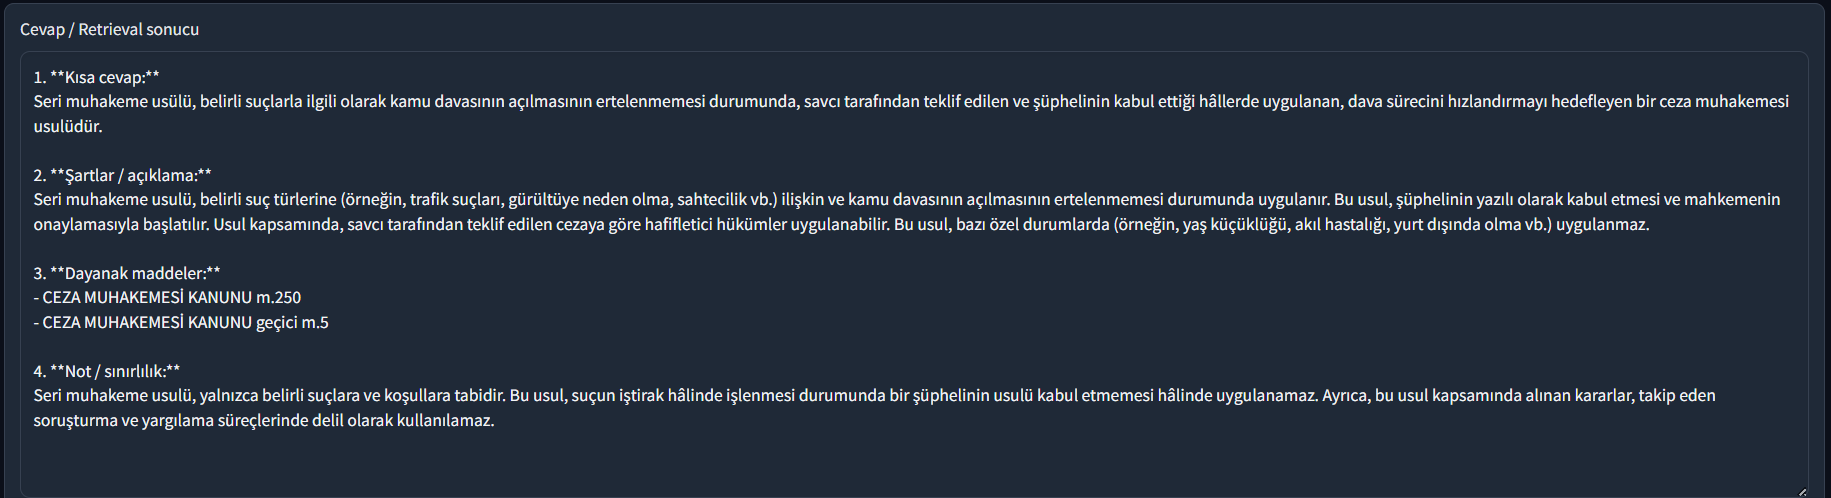 Cevap / Retrieval sonucu
1. **Kısa cevap:**
Seri muhakeme usülü, belirli suçlarla ilgili olarak kamu davasının açılmasının ertelenmemesi durumunda, savcı tarafından teklif edilen ve şüphelinin kabul ettiği hâllerde uygulanan, dava sürecini hızlandırmayı hedefleyen bir ceza muhakemesi
usulüdür.
2. **Şartlar / açıklama:**
Seri muhakeme usulü, belirli suç türlerine (örneğin, trafik suçları, gürültüye neden olma, sahtecilik vb.) ilişkin ve kamu davasının açılmasının ertelenmemesi durumunda uygulanır. Bu usul, şüphelinin yazılı olarak kabul etmesi ve mahkemenin
onaylamasıyla başlatılır. Usul kapsamında, savcı tarafından teklif edilen cezaya göre hafifletici hükümler uygulanabilir. Bu usul, bazı özel durumlarda (örneğin, yaş küçüklüğü, akıl hastalığı, yurt dışında olma vb.) uygulanmaz.
3. **Dayanak maddeler:**
- CEZA MUHAKEMESİ KANUNU m.250
- CEZA MUHAKEMESİ KANUNU geçici m.5
4. **Not / sınırlılık:**
Seri muhakeme usulü, yalnızca belirli suçlara ve koşullara tabidir. Bu usul, suçun iştirak hâlinde işlenmesi durumunda bir şüphelinin usulü kabul etmemesi hâlinde uygulanamaz. Ayrıca, bu usul kapsamında alınan kararlar, takip eden
soruşturma ve yargılama süreçlerinde delil olarak kullanılamaz.